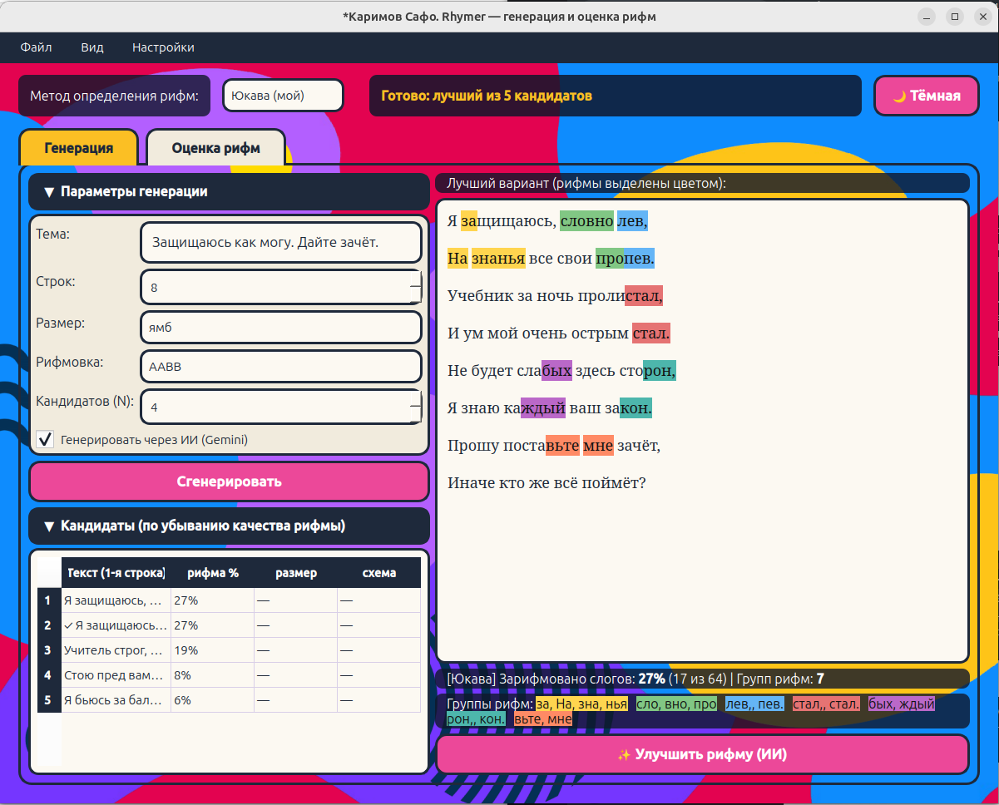 *Каримов Сафо. Rhymer — генерация и оценка рифм
Файл Вид Настройки
Метод определения рифм: Юкава (мой) Готово: лучший из 5 кандидатов 🌙 Тёмная
Генерация Оценка рифм
▼ Параметры генерации
Тема: Защищаюсь как могу. Дайте зачёт.
Строк: 8
Размер: ямб
Рифмовка: AABB
Кандидатов (N): 4
Генерировать через ИИ (Gemini)
Сгенерировать
▼ Кандидаты (по убыванию качества рифмы)
Текст (1-я строка) рифма % размер схема
1 Я защищаюсь, … 27% — —
2 ✓ Я защищаюсь… 27% — —
3 Учитель строг, … 19% — —
4 Стою пред вам… 8% — —
5 Я бьюсь за бал… 6% — —
Лучший вариант (рифмы выделены цветом):
Я защищаюсь, словно лев,
На знанья все свои пропев.
Учебник за ночь пролистал,
И ум мой очень острым стал.
Не будет слабых здесь сторон,
Я знаю каждый ваш закон.
Прошу поставьте мне зачёт,
Иначе кто же всё поймёт?
[Юкава] Зарифмовано слогов: 27% (17 из 64) | Групп рифм: 7
Группы рифм: за, На, зна, нья сло, вно, про лев,, пев. стал,, стал. бых, ждый
рон,, кон. вьте, мне
✨ Улучшить рифму (ИИ)